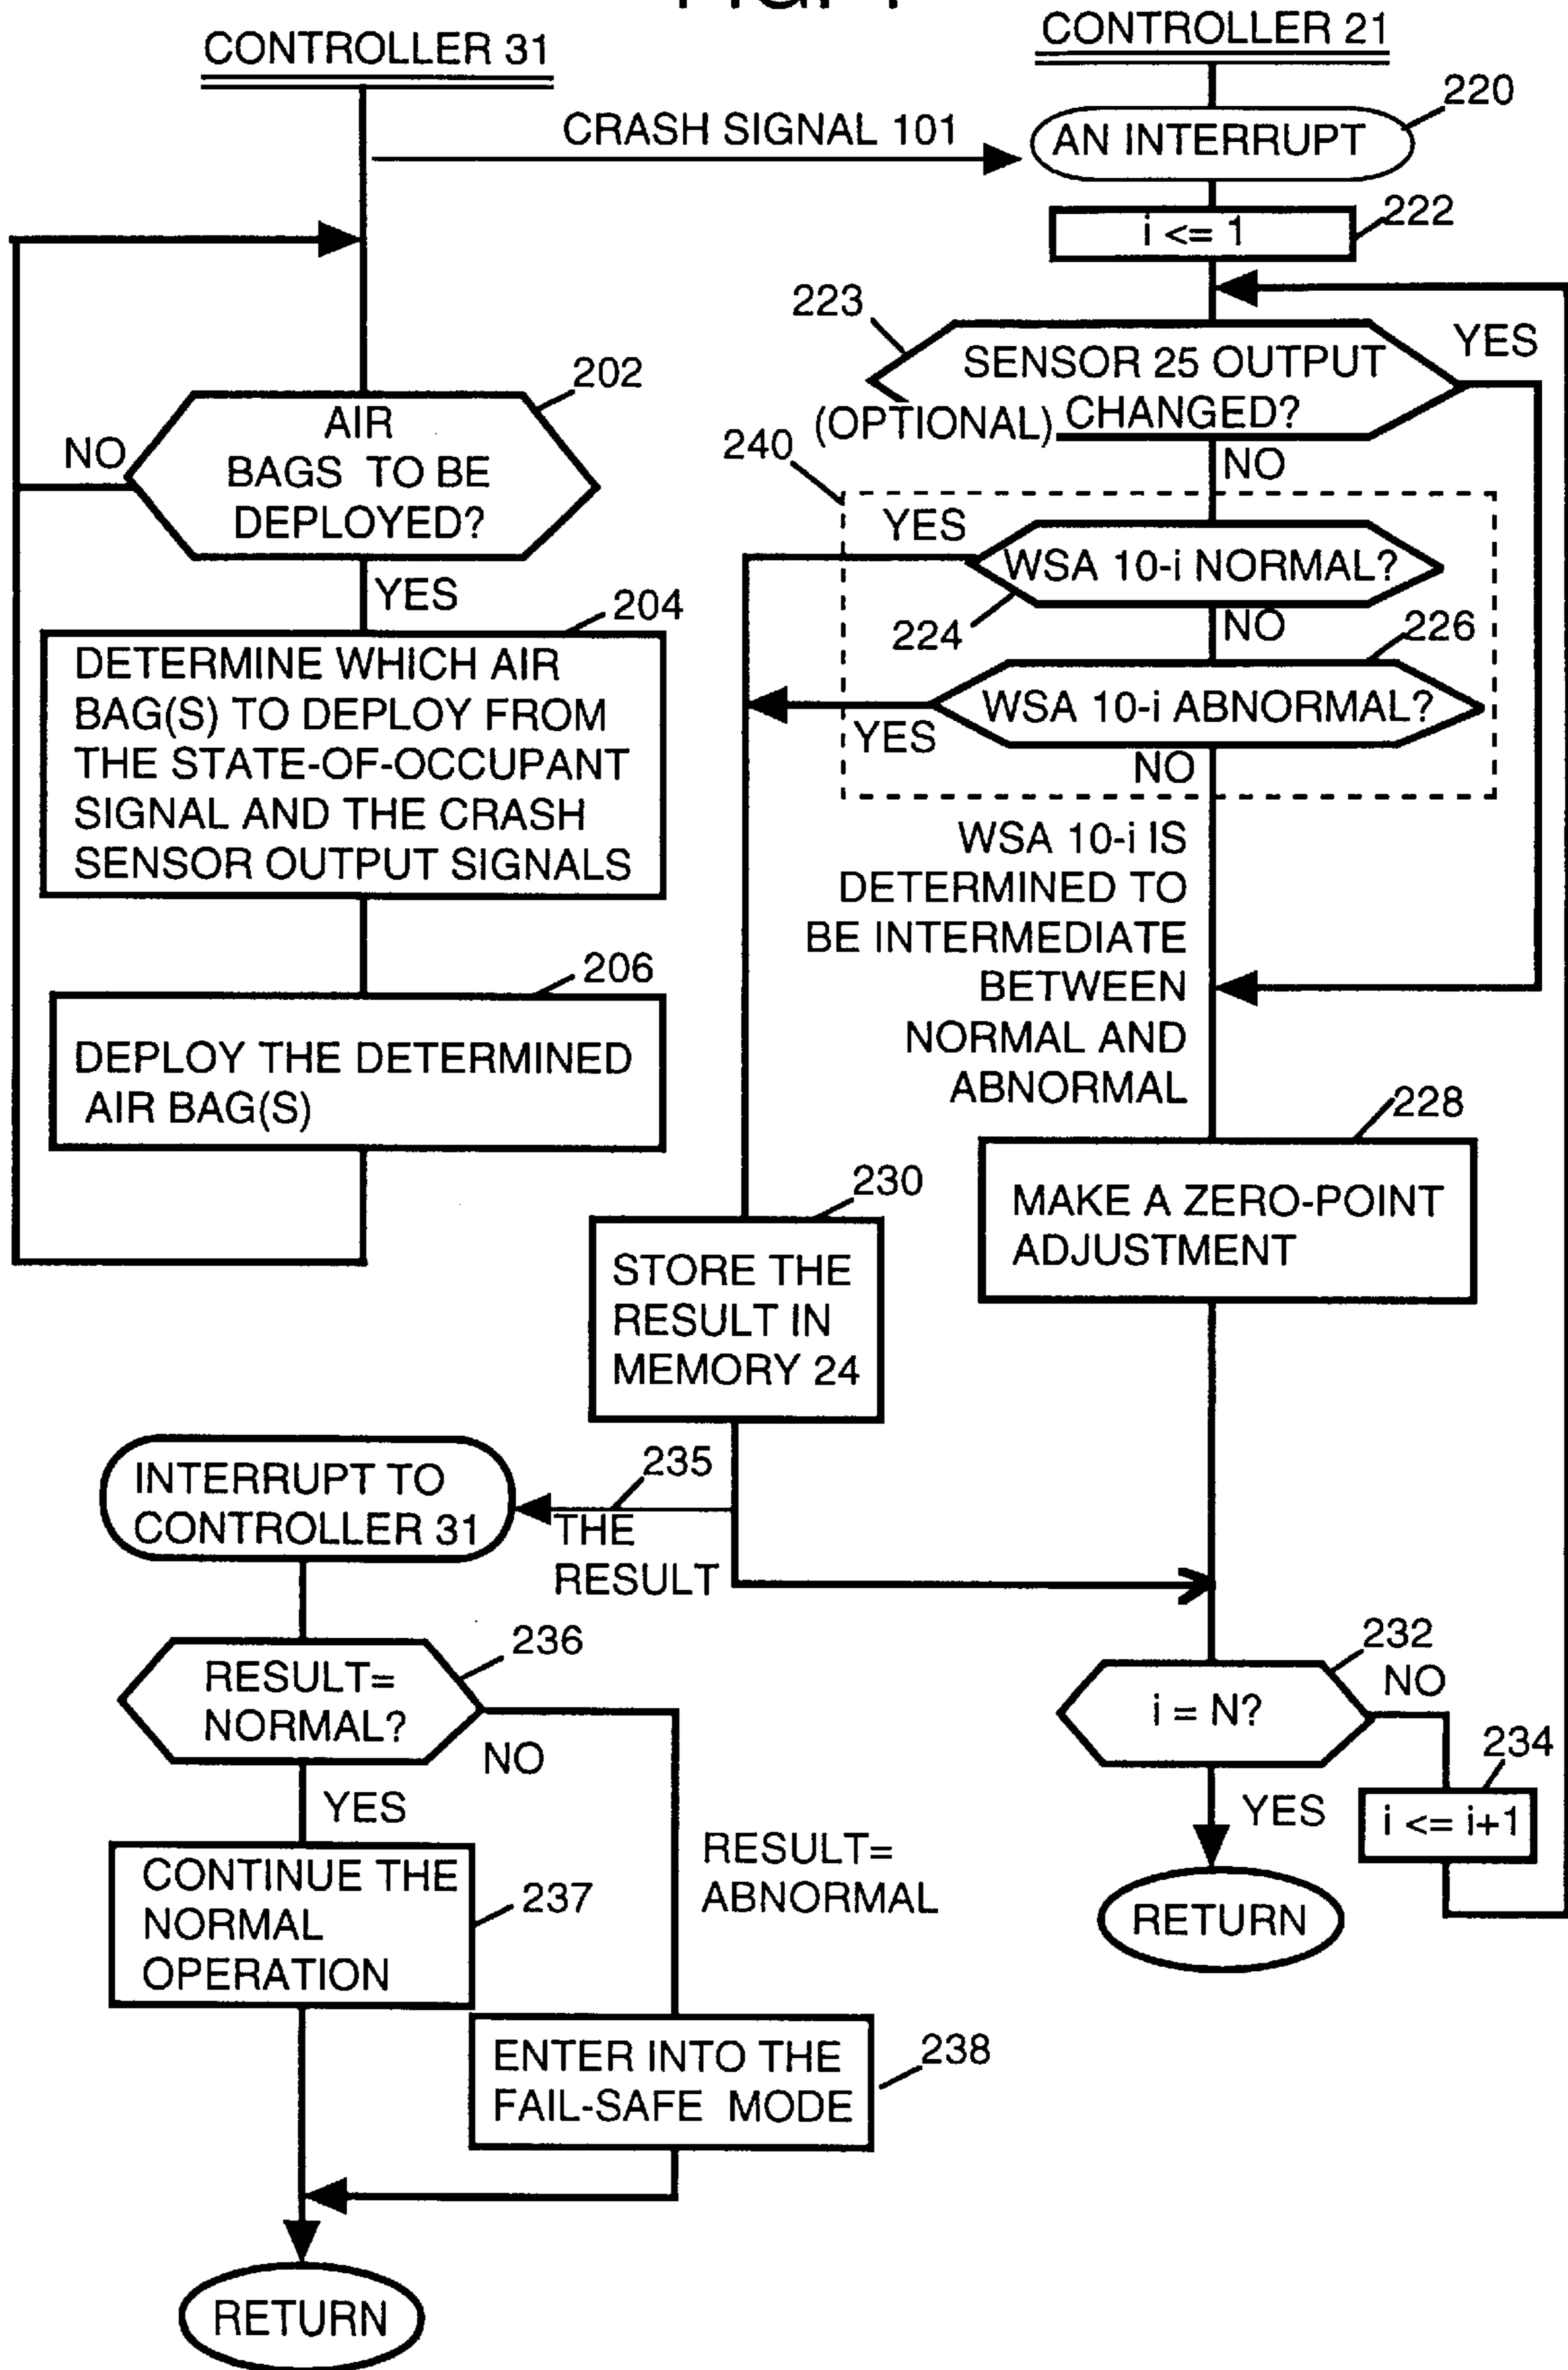 CONTROLLER 31
CONTROLLER 21
CRASH SIGNAL 101
AN INTERRUPT
220
i <= 1
222
223
SENSOR 25 OUTPUT
(OPTIONAL) CHANGED?
YES
NO
240
YES
WSA 10-i NORMAL?
224
NO
226
WSA 10-i ABNORMAL?
YES
NO
WSA 10-i IS
DETERMINED TO
BE INTERMEDIATE
BETWEEN
NORMAL AND
ABNORMAL
228
MAKE A ZERO-POINT
ADJUSTMENT
202
AIR
BAGS TO BE
DEPLOYED?
NO
YES
204
DETERMINE WHICH AIR
BAG(S) TO DEPLOY FROM
THE STATE-OF-OCCUPANT
SIGNAL AND THE CRASH
SENSOR OUTPUT SIGNALS
206
DEPLOY THE DETERMINED
AIR BAG(S)
230
STORE THE
RESULT IN
MEMORY 24
235
THE
RESULT
INTERRUPT TO
CONTROLLER 31
236
RESULT=
NORMAL?
NO
YES
RESULT=
ABNORMAL
CONTINUE THE
NORMAL
OPERATION
237
ENTER INTO THE
FAIL-SAFE MODE
238
RETURN
232
i = N?
NO
234
i <= i+1
YES
RETURN